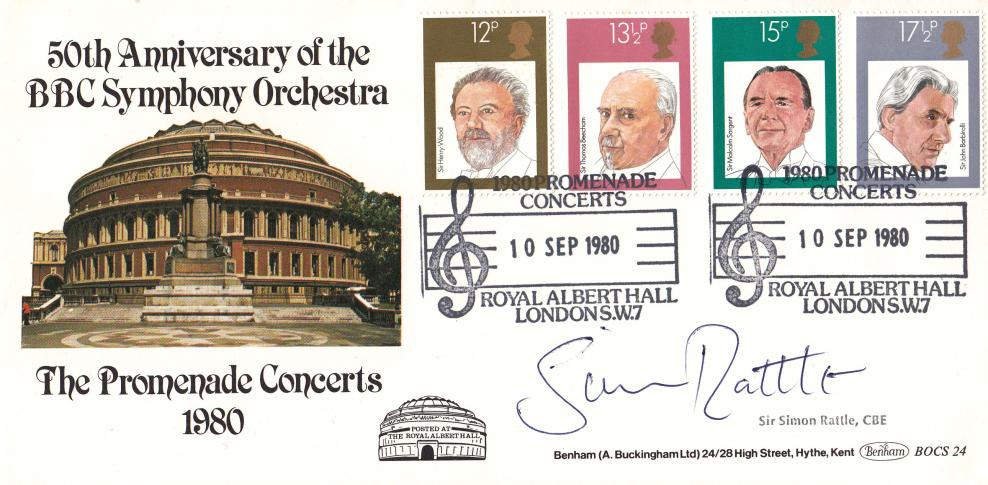 50th Anniversary of the
BBC Symphony Orchestra
The Promenade Concerts
1980
12P
Sir Henry Wood
13½P
Sir Thomas Beecham
15P
Sir Malcolm Sargent
17½P
Sir John Barbirolli
1980 PROMENADE
CONCERTS
10 SEP 1980
ROYAL ALBERT HALL
LONDON S.W.7
1980 PROMENADE
CONCERTS
10 SEP 1980
ROYAL ALBERT HALL
LONDON S.W.7
Simon Rattle
Sir Simon Rattle, CBE
POSTED AT
THE ROYAL ALBERT HALL
Benham (A. Buckingham Ltd) 24/28 High Street, Hythe, Kent Benham BOCS 24